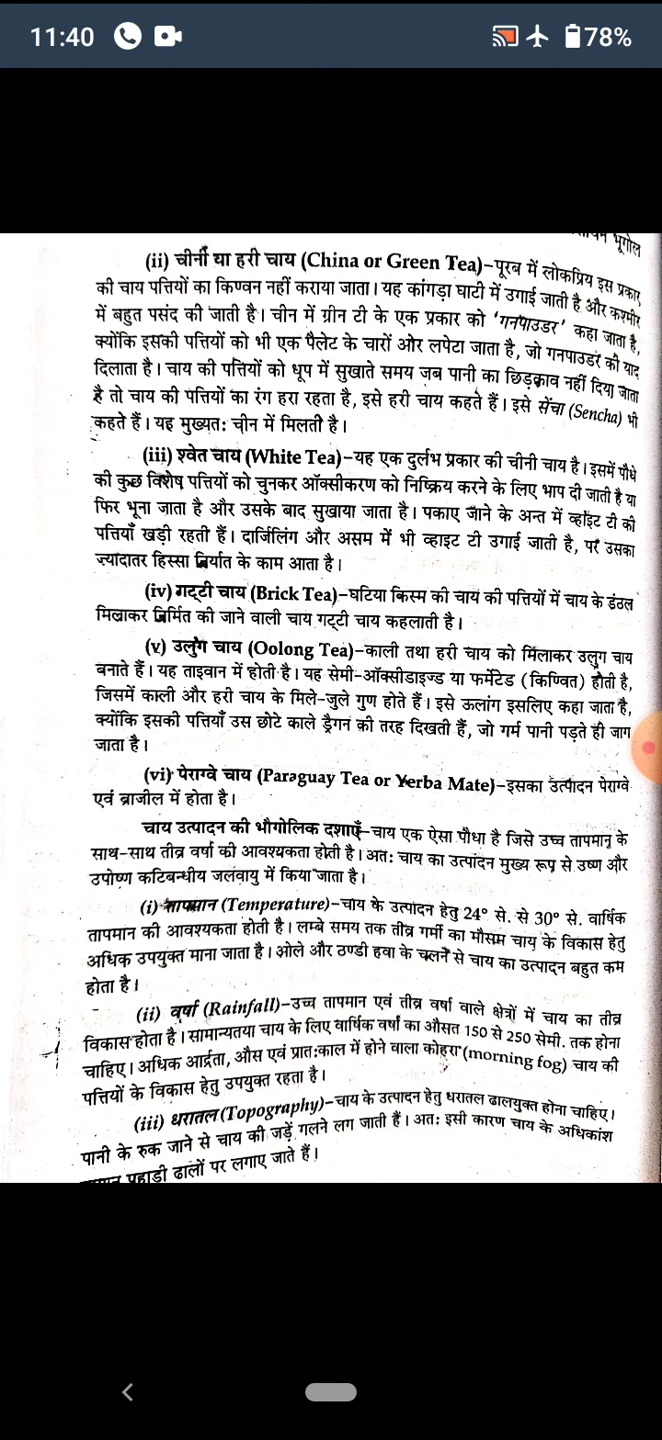 11:40
78%
भूगोल
(ii) चीनी या हरी चाय (China or Green Tea)–पूरब में लोकप्रिय इस प्रकार
की चाय पत्तियों का किण्वन नहीं कराया जाता। यह कांगड़ा घाटी में उगाई जाती है और कश्मीर
में बहुत पसंद की जाती है। चीन में ग्रीन टी के एक प्रकार को 'गनपाउडर' कहा जाता है,
क्योंकि इसकी पत्तियों को भी एक पैलेट के चारों ओर लपेटा जाता है, जो गनपाउडर की याद
दिलाता है। चाय की पत्तियों को धूप में सुखाते समय जब पानी का छिड़काव नहीं दिया जाता
है तो चाय की पत्तियों का रंग हरा रहता है, इसे हरी चाय कहते हैं। इसे सेंचा (Sencha) भी
कहते हैं। यह मुख्यतः चीन में मिलती है।
(iii) श्वेत चाय (White Tea)–यह एक दुर्लभ प्रकार की चीनी चाय है। इसमें पौधे
की कुछ विशेष पत्तियों को चुनकर ऑक्सीकरण को निष्क्रिय करने के लिए भाप दी जाती है या
फिर भूना जाता है और उसके बाद सुखाया जाता है। पकाए जाने के अन्त में व्हाइट टी की
पत्तियाँ खड़ी रहती हैं। दार्जिलिंग और असम में भी व्हाइट टी उगाई जाती है, पर उसका
ज्यादातर हिस्सा निर्यात के काम आता है।
(iv) गट्टी चाय (Brick Tea)–घटिया किस्म की चाय की पत्तियों में चाय के डंठल
मिलाकर निर्मित की जाने वाली चाय गट्टी चाय कहलाती है।
(v) उलुंग चाय (Oolong Tea)–काली तथा हरी चाय को मिलाकर उलुग चाय
बनाते हैं। यह ताइवान में होती है। यह सेमी-ऑक्सीडाइज्ड या फर्मेटेड (किण्वित) होती है,
जिसमें काली और हरी चाय के मिले-जुले गुण होते हैं। इसे ऊलांग इसलिए कहा जाता है,
क्योंकि इसकी पत्तियाँ उस छोटे काले ड्रैगन की तरह दिखती हैं, जो गर्म पानी पड़ते ही जाग
जाता है।
(vi) पेराग्वे चाय (Paraguay Tea or Yerba Mate)–इसका उत्पादन पेराग्वे
एवं ब्राजील में होता है।
चाय उत्पादन की भौगोलिक दशाएँ–चाय एक ऐसा पौधा है जिसे उच्च तापमान के
साथ-साथ तीव्र वर्षा की आवश्यकता होती है। अतः चाय का उत्पादन मुख्य रूप से उष्ण और
उपोष्ण कटिबन्धीय जलवायु में किया जाता है।
(i) तापमान (Temperature)–चाय के उत्पादन हेतु 24° से. से 30° से. वार्षिक
तापमान की आवश्यकता होती है। लम्बे समय तक तीव्र गर्मी का मौसम चाय के विकास हेतु
अधिक उपयुक्त माना जाता है। ओले और ठण्डी हवा के चलने से चाय का उत्पादन बहुत कम
होता है।
(ii) वर्षा (Rainfall)–उच्च तापमान एवं तीव्र वर्षा वाले क्षेत्रों में चाय का तीव्र
विकास होता है। सामान्यतया चाय के लिए वार्षिक वर्षा का औसत 150 से 250 सेमी. तक होना
चाहिए। अधिक आर्द्रता, औस एवं प्रातःकाल में होने वाला कोहरा (morning fog) चाय की
पत्तियों के विकास हेतु उपयुक्त रहता है।
(iii) धरातल (Topography)–चाय के उत्पादन हेतु धरातल ढालयुक्त होना चाहिए।
पानी के रुक जाने से चाय की जड़ें गलने लग जाती हैं। अतः इसी कारण चाय के अधिकांश
पहाड़ी ढालों पर लगाए जाते हैं।